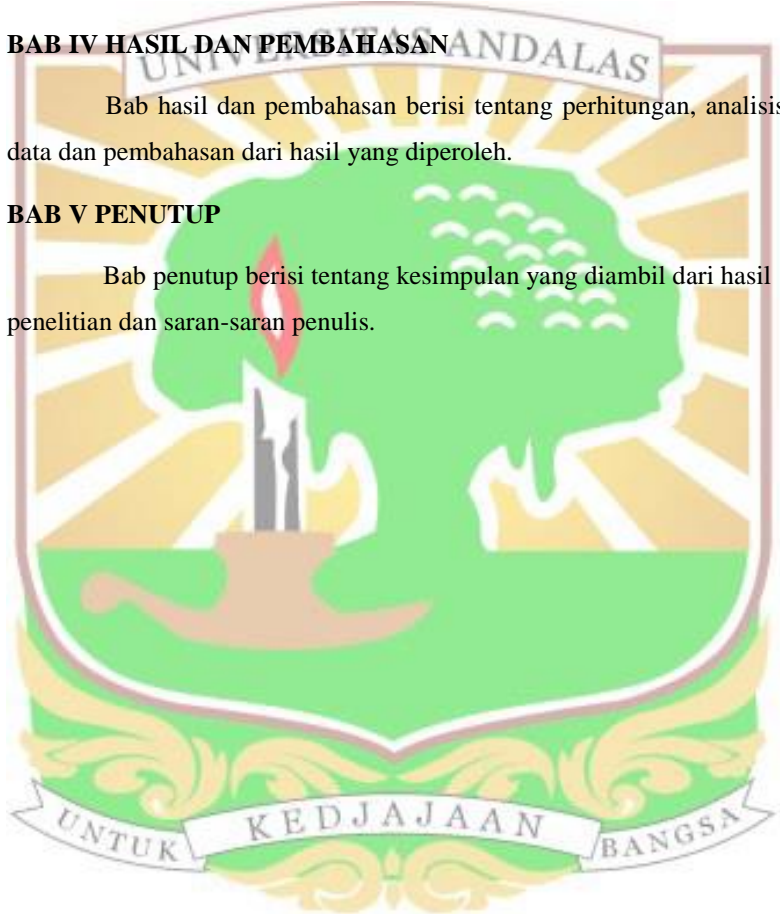 BAB IV HASIL DAN PEMBAHASAN
UNIVERSITAS ANDALAS
Bab hasil dan pembahasan berisi tentang perhitungan, analisis
data dan pembahasan dari hasil yang diperoleh.
BAB V PENUTUP
Bab penutup berisi tentang kesimpulan yang diambil dari hasil
penelitian dan saran-saran penulis.
UNTUK KEDJAJAAN BANGSA